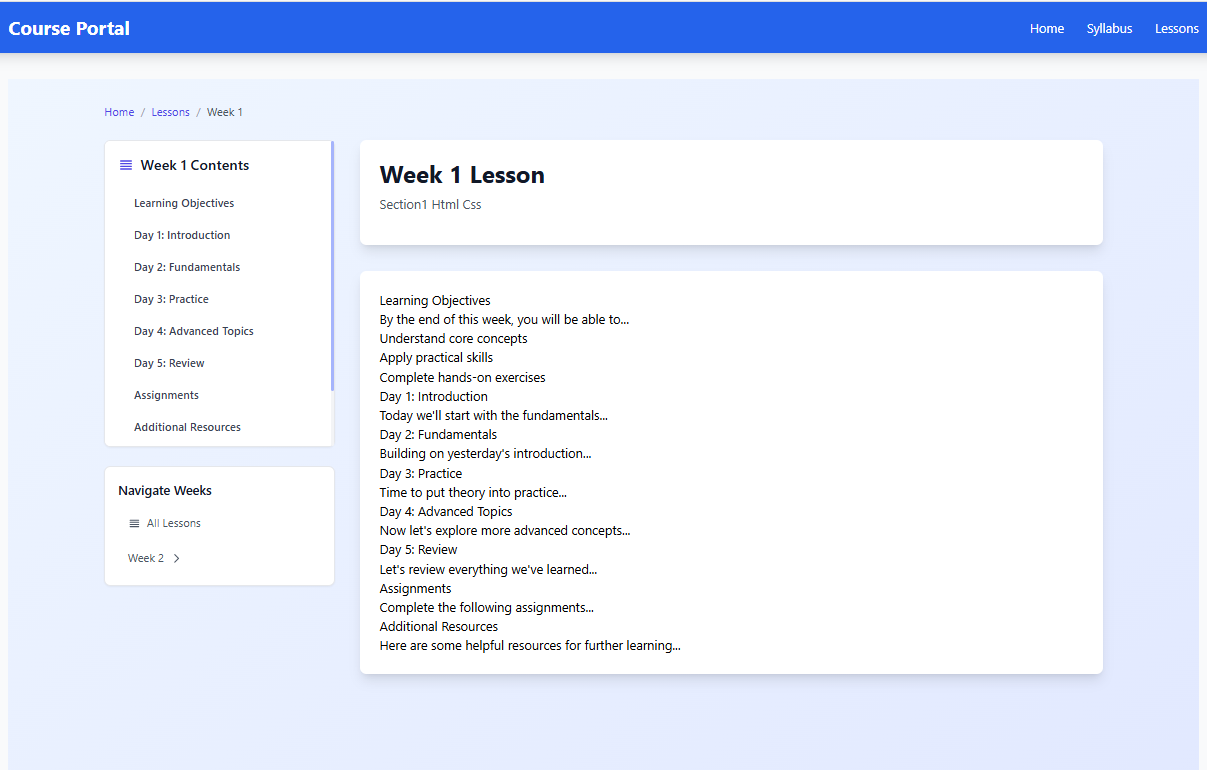 Course Portal
Home
Syllabus
Lessons
Home / Lessons / Week 1
Week 1 Contents
Learning Objectives
Day 1: Introduction
Day 2: Fundamentals
Day 3: Practice
Day 4: Advanced Topics
Day 5: Review
Assignments
Additional Resources
Navigate Weeks
All Lessons
Week 2
Week 1 Lesson
Section1 Html Css
Learning Objectives
By the end of this week, you will be able to...
Understand core concepts
Apply practical skills
Complete hands-on exercises
Day 1: Introduction
Today we'll start with the fundamentals...
Day 2: Fundamentals
Building on yesterday's introduction...
Day 3: Practice
Time to put theory into practice...
Day 4: Advanced Topics
Now let's explore more advanced concepts...
Day 5: Review
Let's review everything we've learned...
Assignments
Complete the following assignments...
Additional Resources
Here are some helpful resources for further learning...